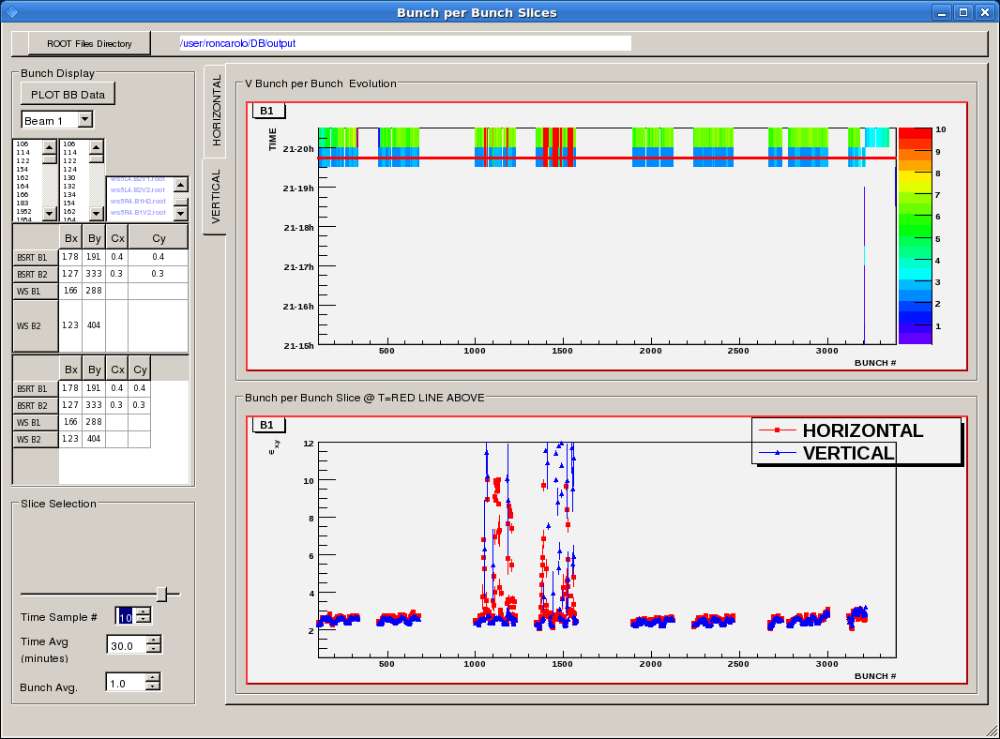 Bunch per Bunch Slices
ROOT Files Directory
/user/roncarolo/DB/output
Bunch Display
PLOT BB Data
Beam 1
106 106
114 114
122 122
154 124
162 130
164 132
166 134
183 154
1952 162
1954 164
ws5L4.B2V1.root
ws5L4.B2V2.root
ws5R4.B1H2.root
ws5R4.B1V2.root
Bx By Cx Cy
BSRT B1 178 191 0.4 0.4
BSRT B2 127 333 0.3 0.3
WS B1 166 288
WS B2 123 404
Bx By Cx Cy
BSRT B1 178 191 0.4 0.4
BSRT B2 127 333 0.3 0.3
WS B1 166 288
WS B2 123 404
Slice Selection
Time Sample # 10
Time Avg 30.0
(minutes)
Bunch Avg. 1.0
HORIZONTAL
VERTICAL
V Bunch per Bunch Evolution
B1
TIME
21-20h
21-19h
21-18h
21-17h
21-16h
21-15h
500 1000 1500 2000 2500 3000
BUNCH #
10
9
8
7
6
5
4
3
2
1
Bunch per Bunch Slice @ T=RED LINE ABOVE
B1
HORIZONTAL
VERTICAL
ε x,y
12
10
8
6
4
2
500 1000 1500 2000 2500 3000
BUNCH #